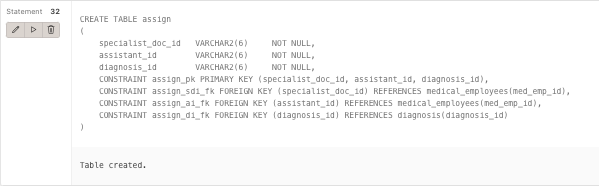 Statement 32
CREATE TABLE assign
(
    specialist_doc_id   VARCHAR2(6)     NOT NULL,
    assistant_id        VARCHAR2(6)     NOT NULL,
    diagnosis_id        VARCHAR2(6)     NOT NULL,
    CONSTRAINT assign_pk PRIMARY KEY (specialist_doc_id, assistant_id, diagnosis_id),
    CONSTRAINT assign_sdi_fk FOREIGN KEY (specialist_doc_id) REFERENCES medical_employees(med_emp_id),
    CONSTRAINT assign_ai_fk FOREIGN KEY (assistant_id) REFERENCES medical_employees(med_emp_id),
    CONSTRAINT assign_di_fk FOREIGN KEY (diagnosis_id) REFERENCES diagnosis(diagnosis_id)
)
Table created.